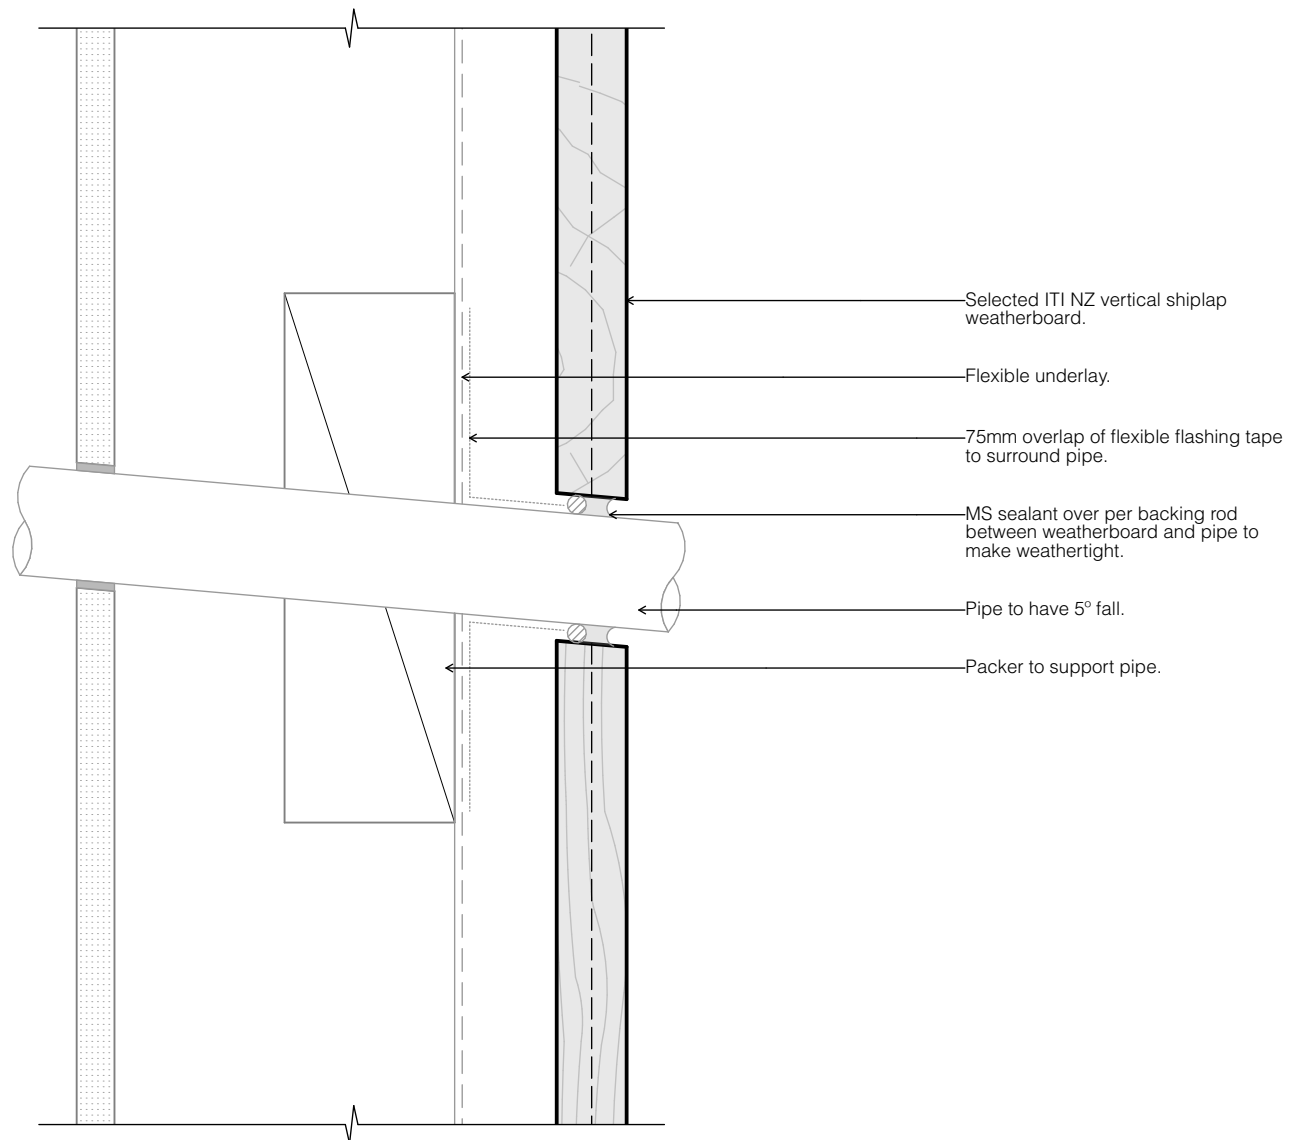 Selected ITI NZ vertical shiplap
weatherboard.
Flexible underlay.
75mm overlap of flexible flashing tape
to surround pipe.
MS sealant over per backing rod
between weatherboard and pipe to
make weathertight.
Pipe to have 5° fall.
Packer to support pipe.